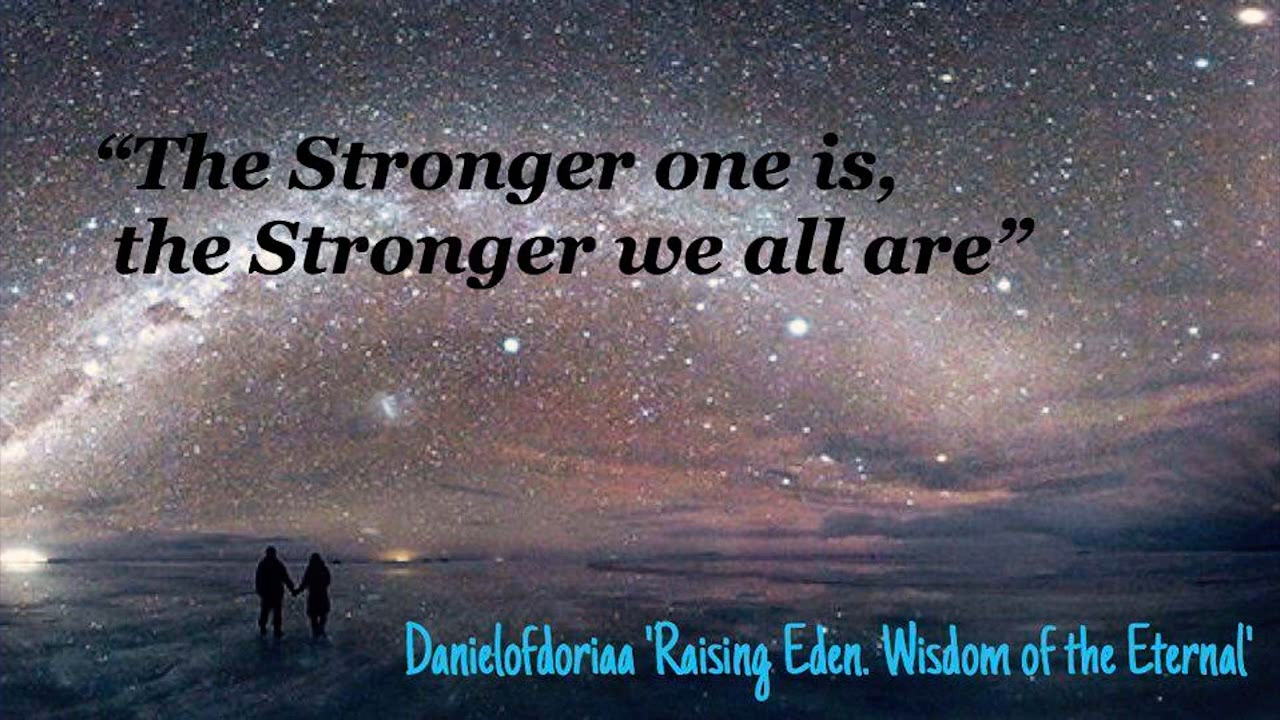 “The Stronger one is,
the Stronger we all are”
Danielofdoriaa 'Raising Eden. Wisdom of the Eternal'